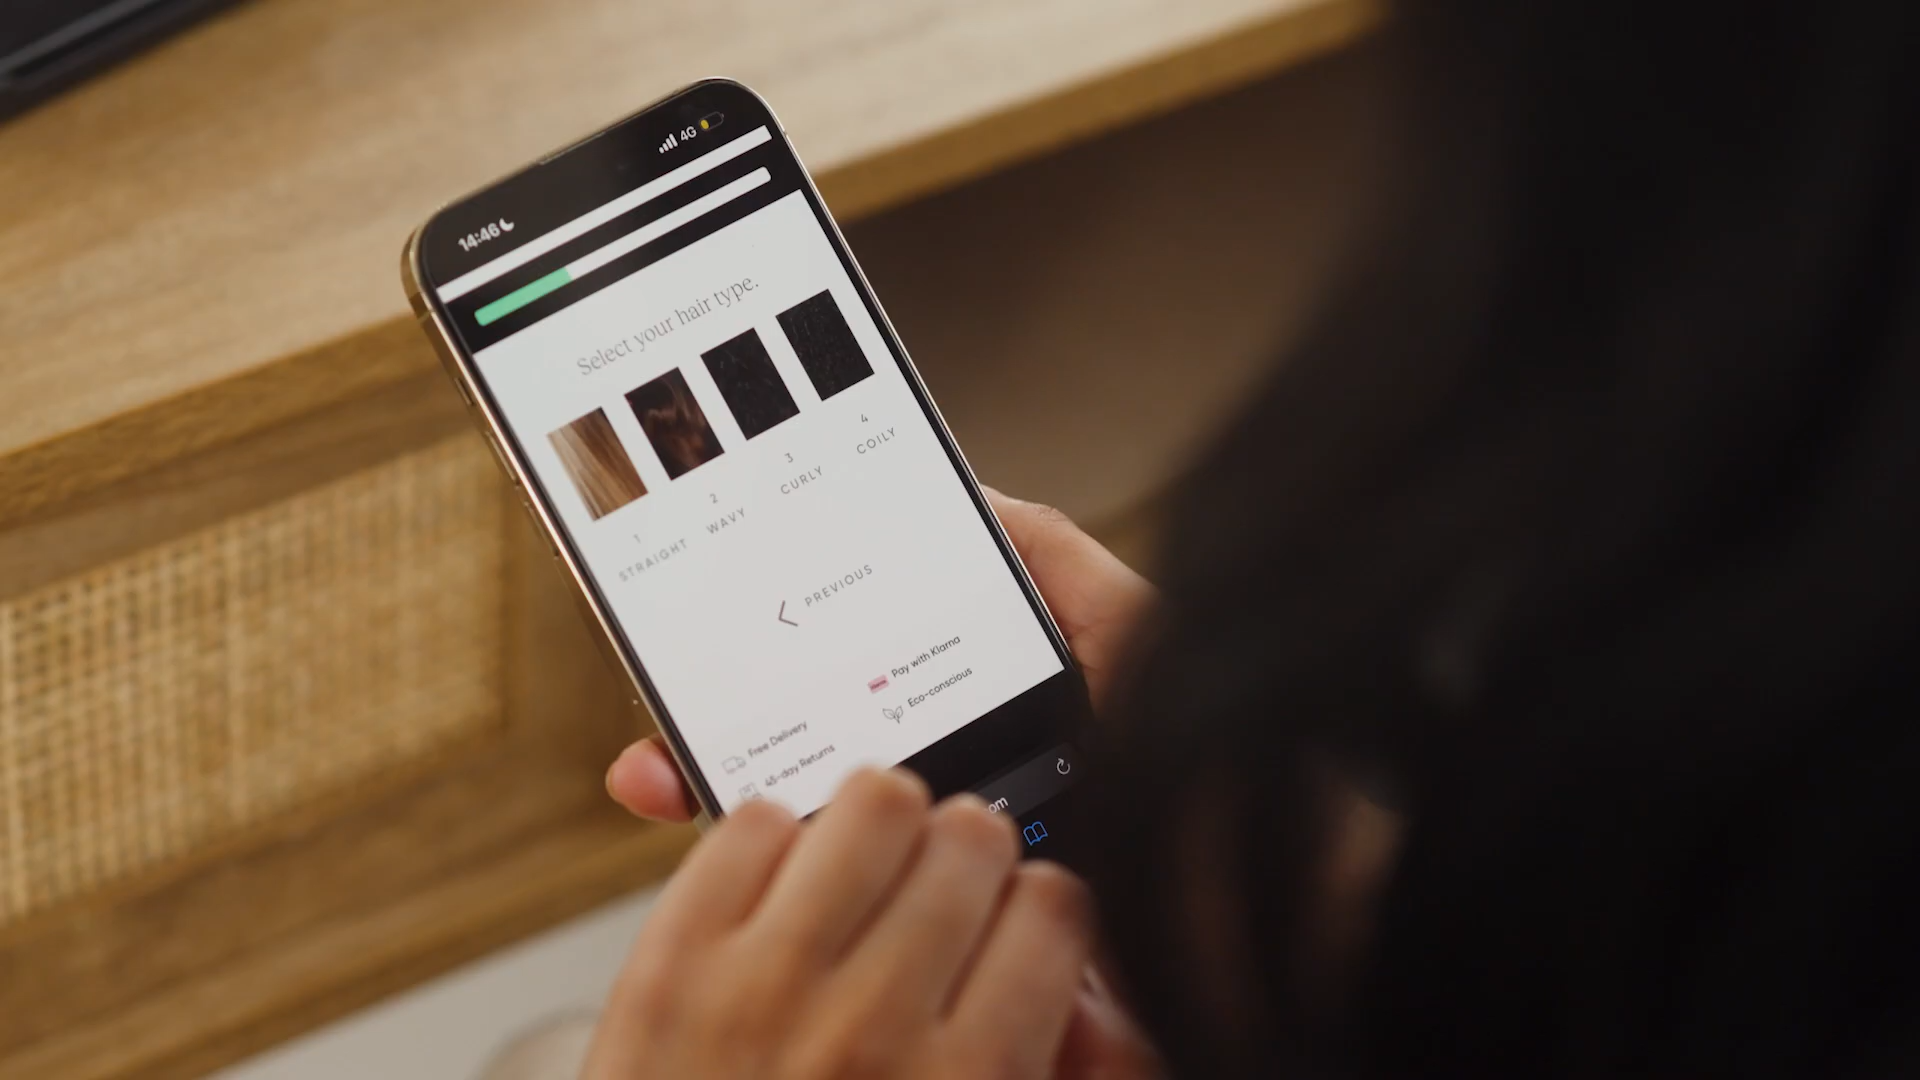 14:46
4G
Select your hair type.
1
STRAIGHT
2
WAVY
3
CURLY
4
COILY
PREVIOUS
Free Delivery
Pay with Klarna
45-day Returns
Eco-conscious
om